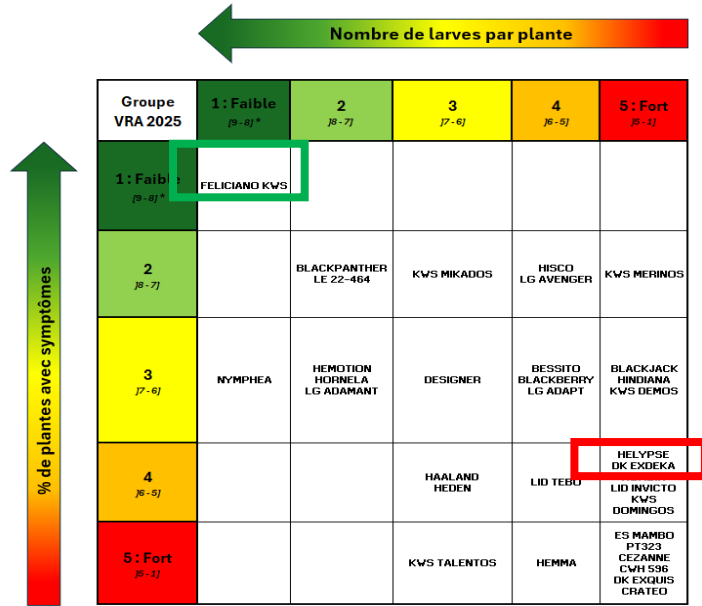 Nombre de larves par plante
% de plantes avec symptômes
Groupe VRA 2025
1 : Faible
[9 - 8] *
2
]8 - 7]
3
]7 - 6]
4
]6 - 5]
5 : Fort
]5 - 1]
1 : Faible
[9 - 8] *
FELICIANO KWS
2
]8 - 7]
BLACKPANTHER
LE 22-464
KWS MIKADOS
HISCO
LG AVENGER
KWS MERINOS
3
]7 - 6]
NYMPHEA
HEMOTION
HORNELA
LG ADAMANT
DESIGNER
BESSITO
BLACKBERRY
LG ADAPT
BLACKJACK
HINDIANA
KWS DEMOS
4
]6 - 5]
HAALAND
HEDEN
LID TEBO
HELYPSE
DK EXDEKA
LID INVICTO
KWS
DOMINGOS
5 : Fort
]5 - 1]
KWS TALENTOS
HEMMA
ES MAMBO
PT323
CEZANNE
CWH 596
DK EXQUIS
CRATEO